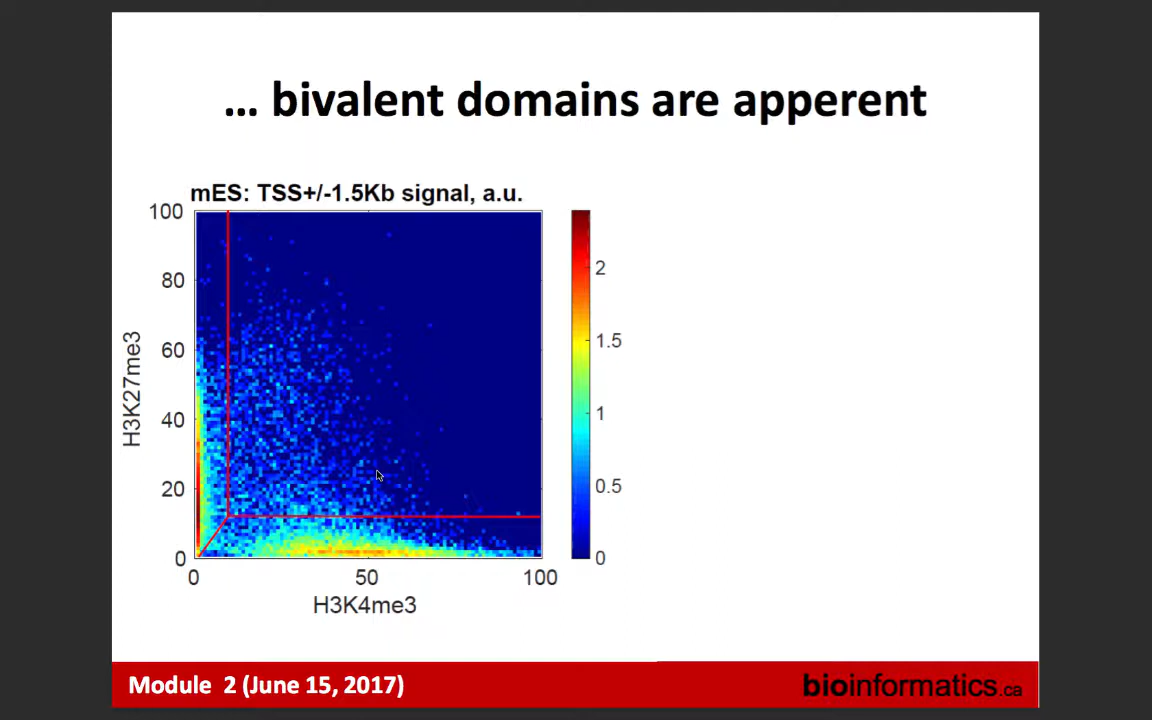 ... bivalent domains are apperent
mES: TSS+/-1.5Kb signal, a.u.
100
80
60
40
20
0
H3K27me3
0 50 100
H3K4me3
2
1.5
1
0.5
0
Module 2 (June 15, 2017)
bioinformatics.ca